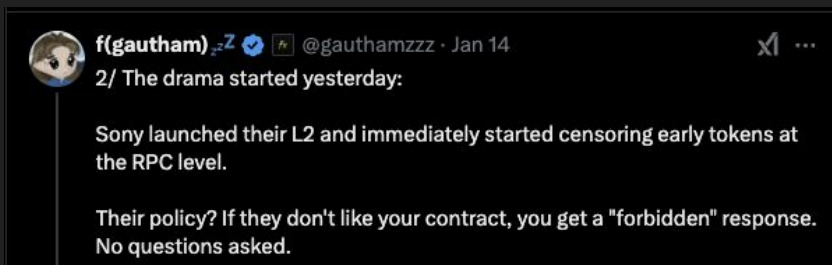 f(gautham) zzZ @gauthamzzz · Jan 14
2/ The drama started yesterday:
Sony launched their L2 and immediately started censoring early tokens at
the RPC level.
Their policy? If they don't like your contract, you get a "forbidden" response.
No questions asked.